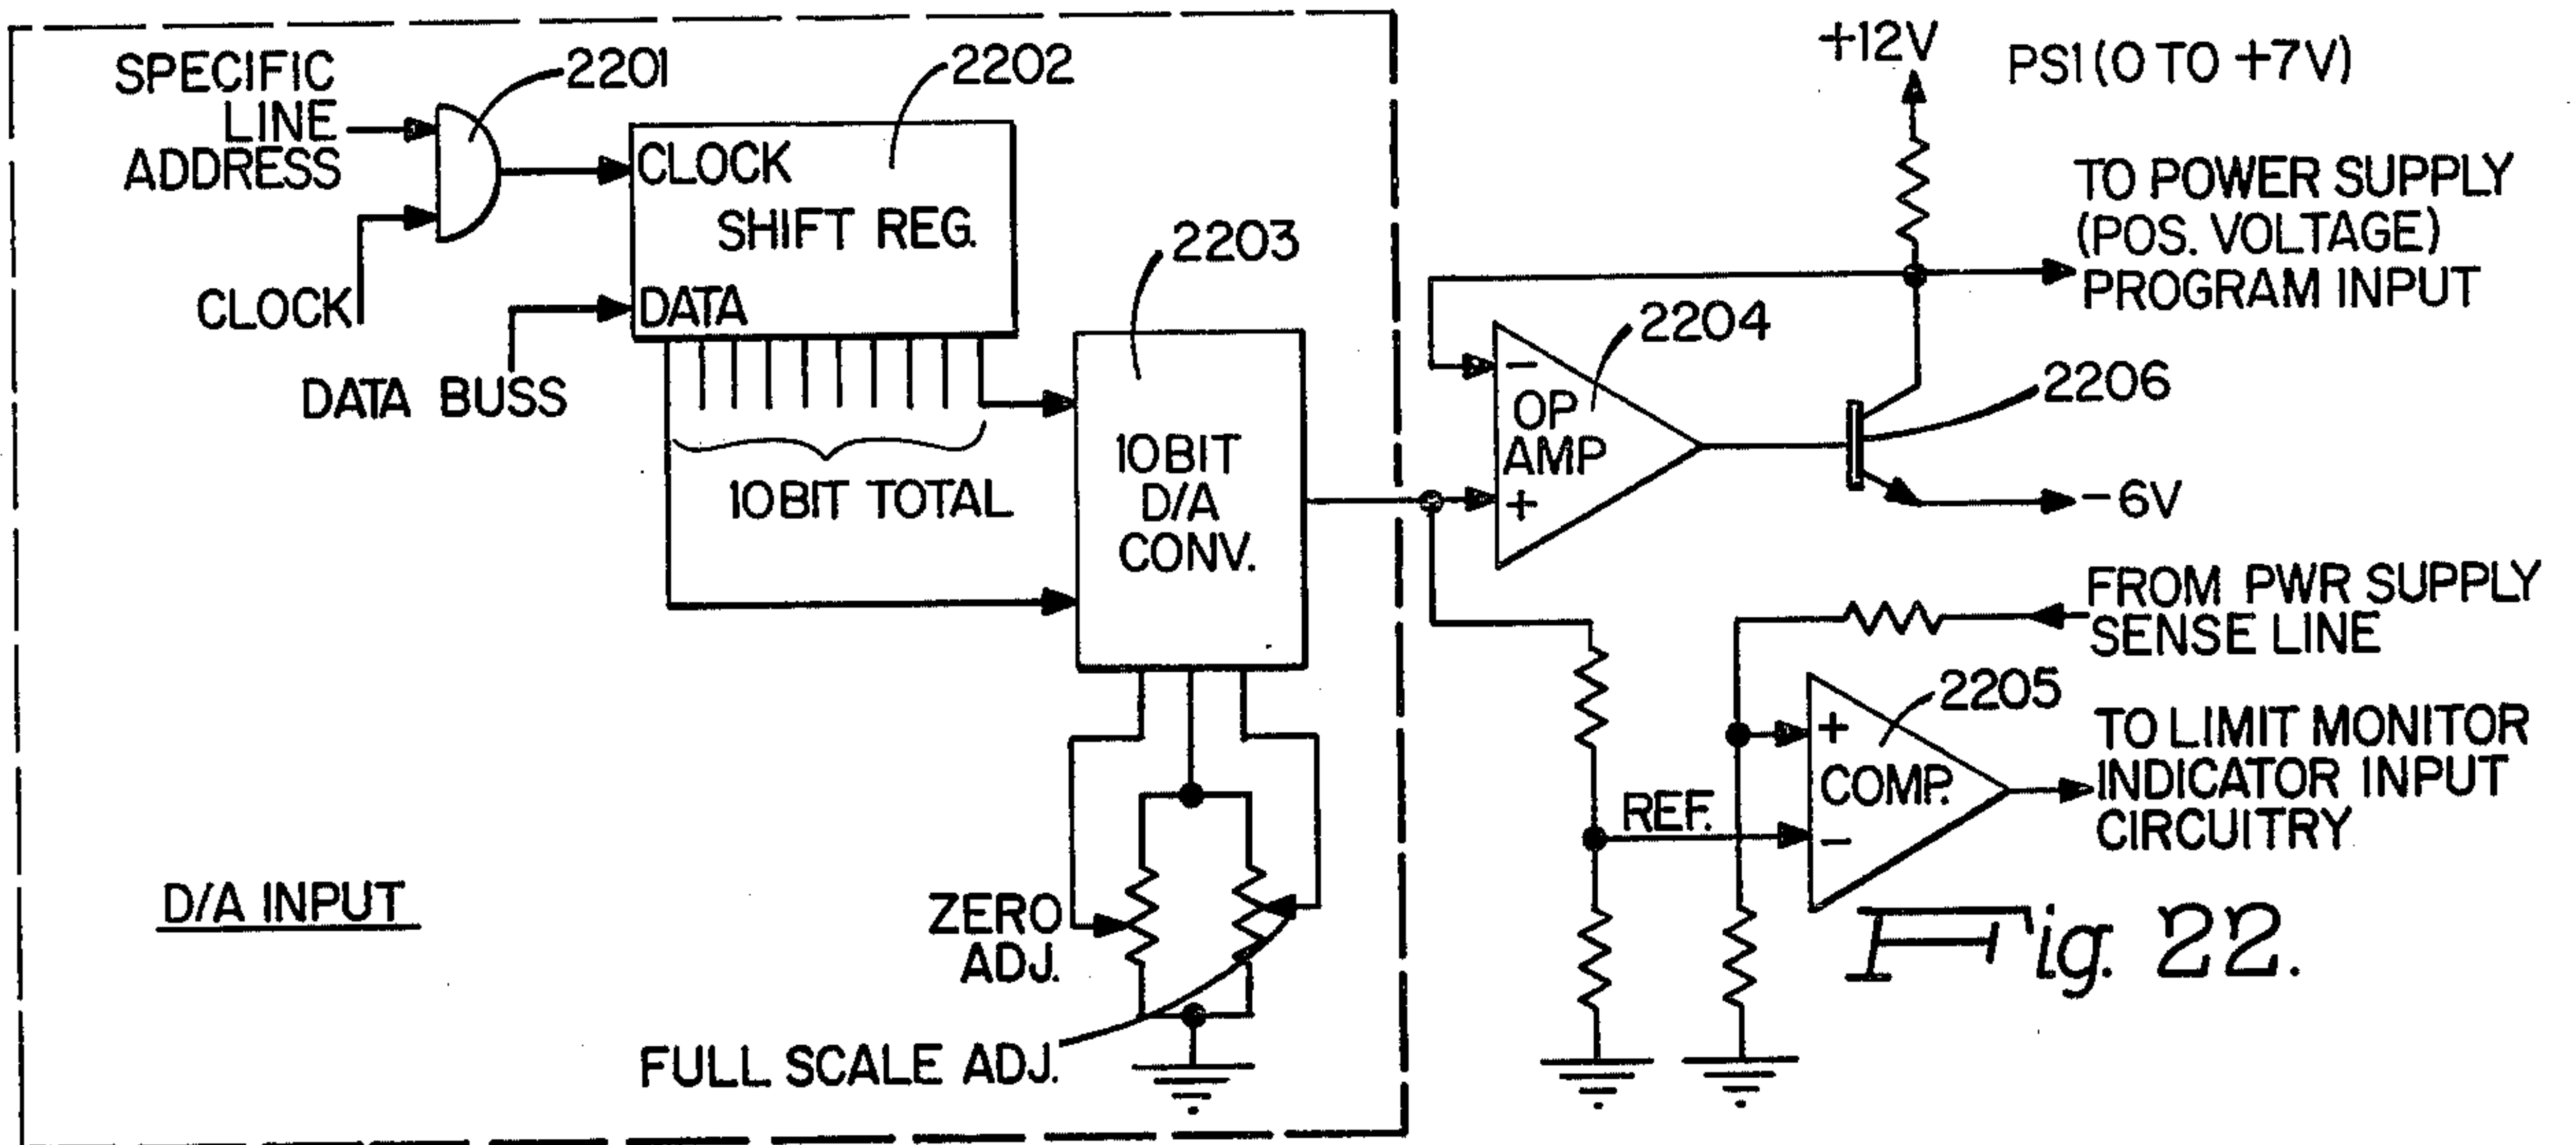 SPECIFIC
LINE
ADDRESS
2201
2202
CLOCK
SHIFT REG.
DATA
CLOCK
DATA BUSS
10BIT TOTAL
2203
10BIT
D/A
CONV.
ZERO
ADJ.
FULL SCALE ADJ.
D/A INPUT
+12V
PS1 (0 TO +7V)
TO POWER SUPPLY
(POS. VOLTAGE)
PROGRAM INPUT
2204
-
OP
AMP
+
2206
-6V
FROM PWR SUPPLY
SENSE LINE
2205
+
COMP.
-
REF.
TO LIMIT MONITOR
INDICATOR INPUT
CIRCUITRY
Fig. 22.